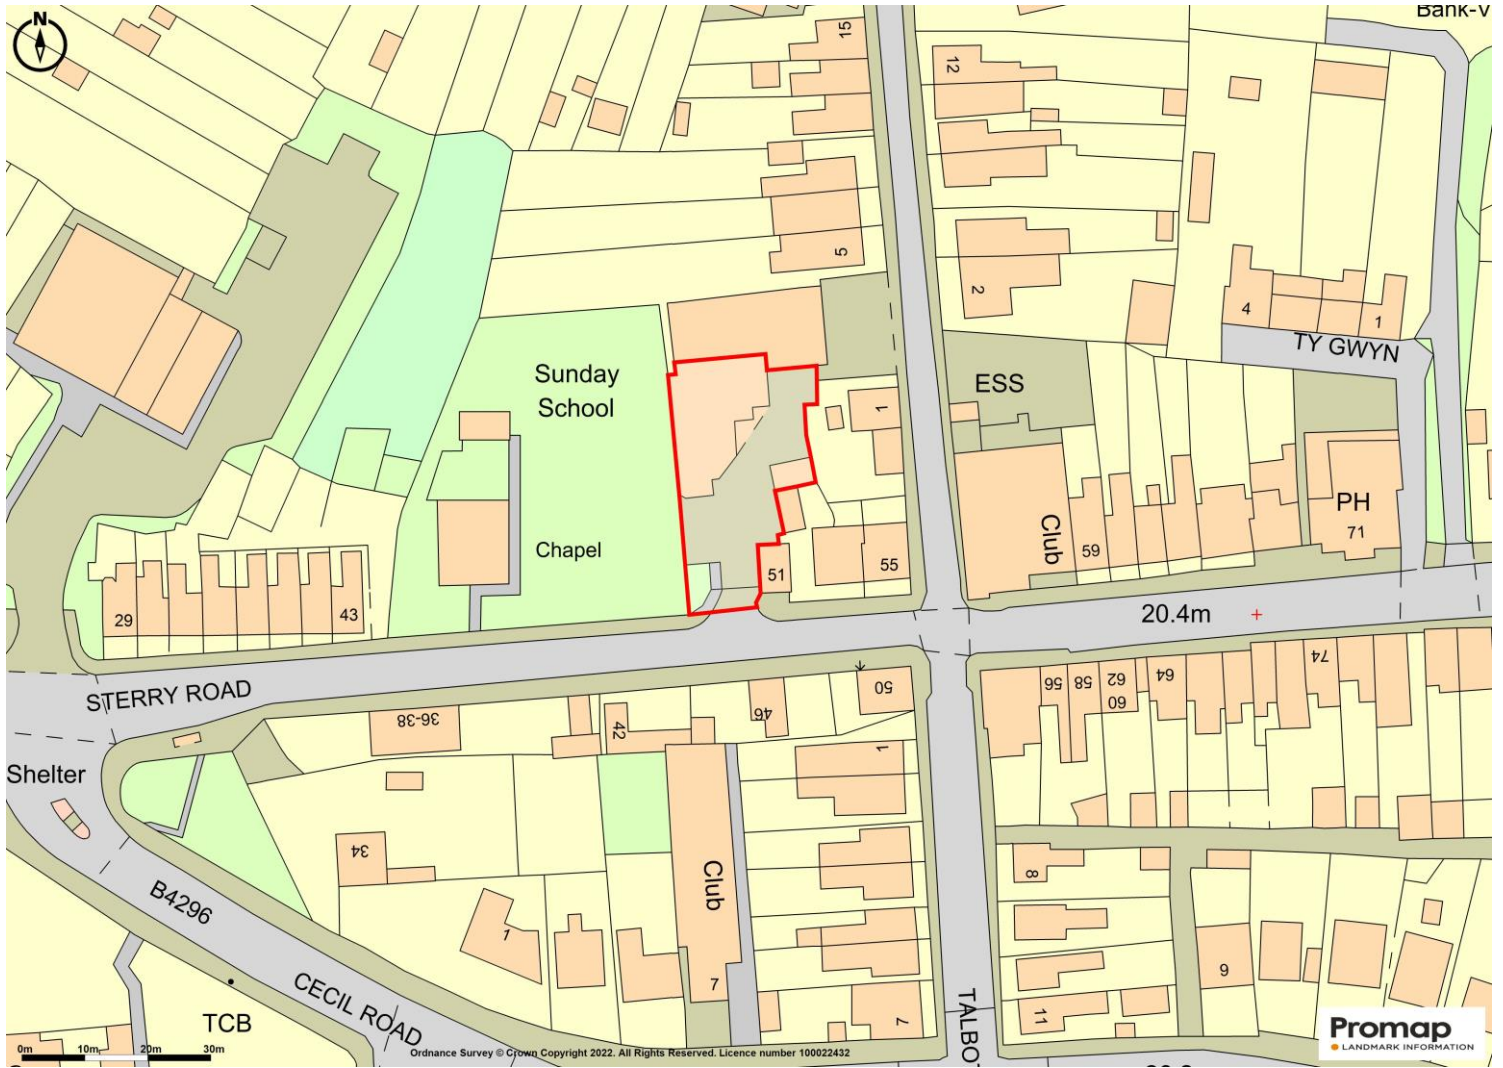 N
Bank-V
15
12
5
2
4
1
TY GWYN
Sunday
School
ESS
1
Club
59
PH
71
Chapel
51
55
29
43
20.4m
STERRY ROAD
50
56
58
62
60
64
74
36-38
42
46
1
Shelter
34
8
Club
B4296
1
9
7
CECIL ROAD
7
TALBOT
11
TCB
0m 10m 20m 30m
Ordnance Survey © Crown Copyright 2022. All Rights Reserved. Licence number 100022432
Promap
LANDMARK INFORMATION